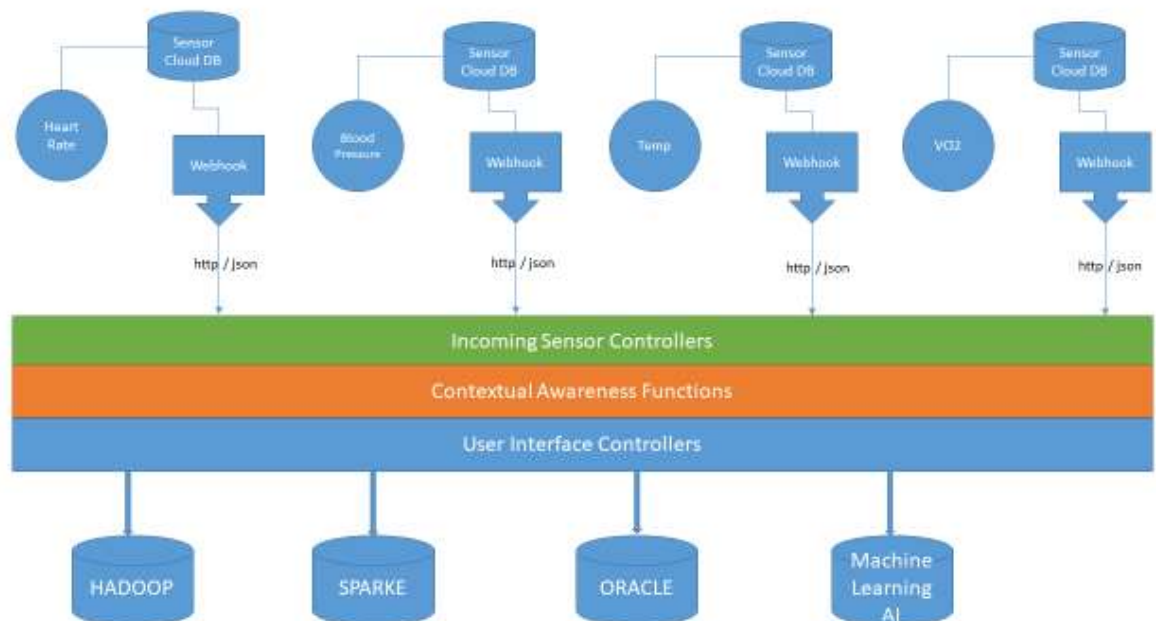 Sensor
Cloud DB
Sensor
Cloud DB
Sensor
Cloud DB
Sensor
Cloud DB
Heart
Rate
Blood
Pressure
Temp
VO2
Webhook
Webhook
Webhook
Webhook
http / json
http / json
http / json
http / json
Incoming Sensor Controllers
Contextual Awareness Functions
User Interface Controllers
HADOOP
SPARKE
ORACLE
Machine
Learning
AI